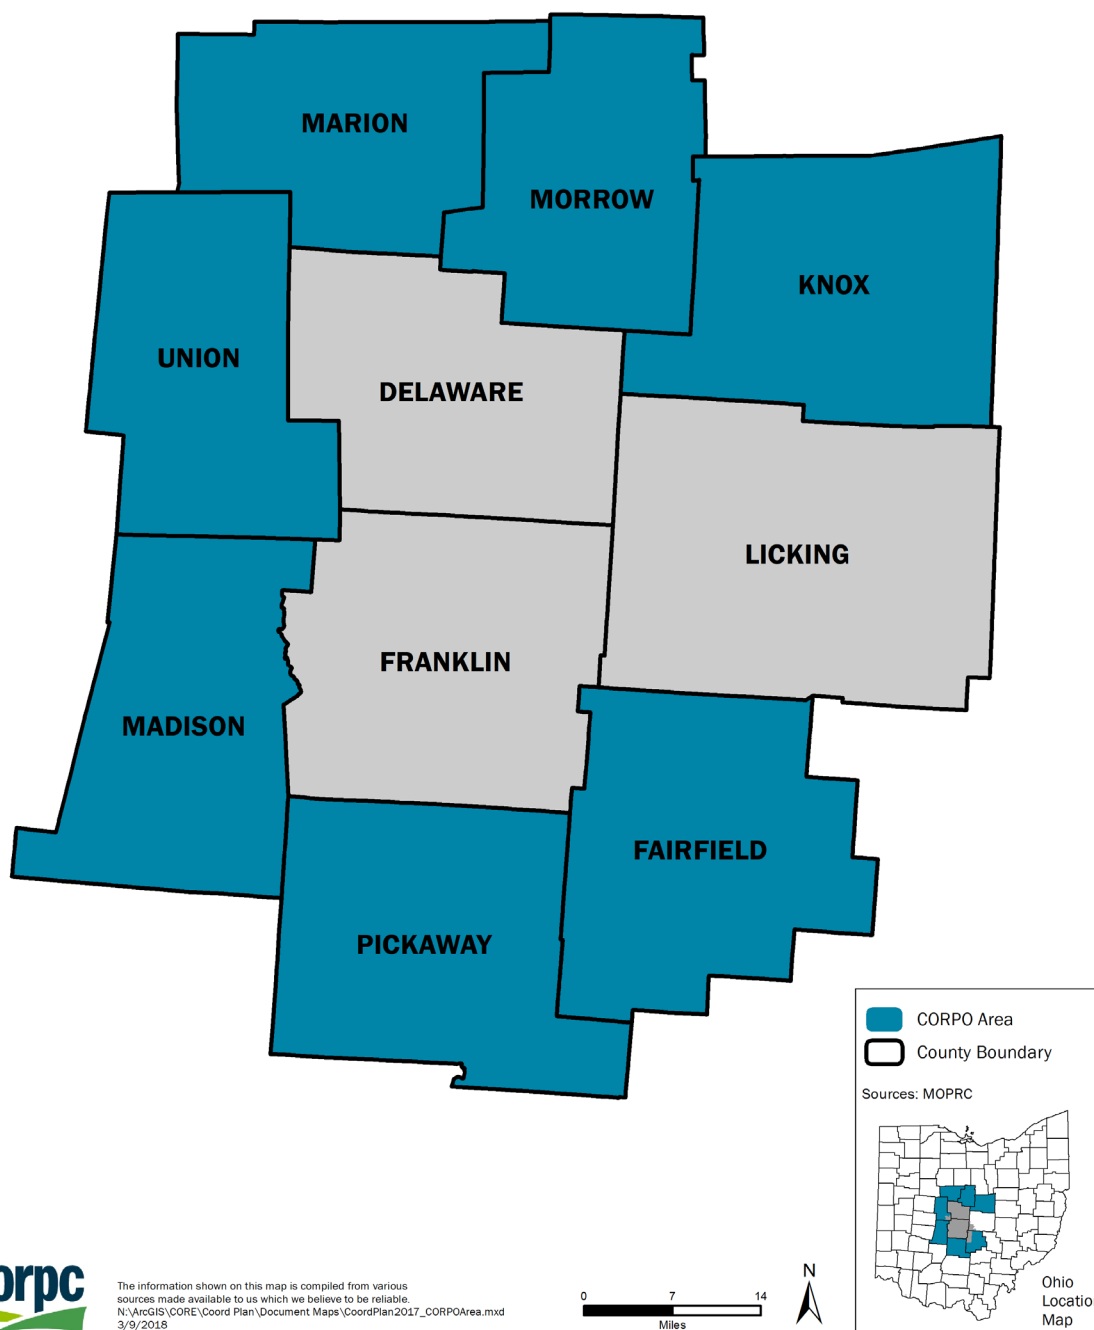 MARION
MORROW
KNOX
UNION
DELAWARE
LICKING
FRANKLIN
MADISON
FAIRFIELD
PICKAWAY
CORPO Area
County Boundary
Sources: MOPRC
Ohio
Location
Map
orpc
The information shown on this map is compiled from various
sources made available to us which we believe to be reliable.
N:\ArcGIS\CORE\Coord Plan\Document Maps\CoordPlan2017_CORPOArea.mxd
3/9/2018
0 7 14
Miles
N